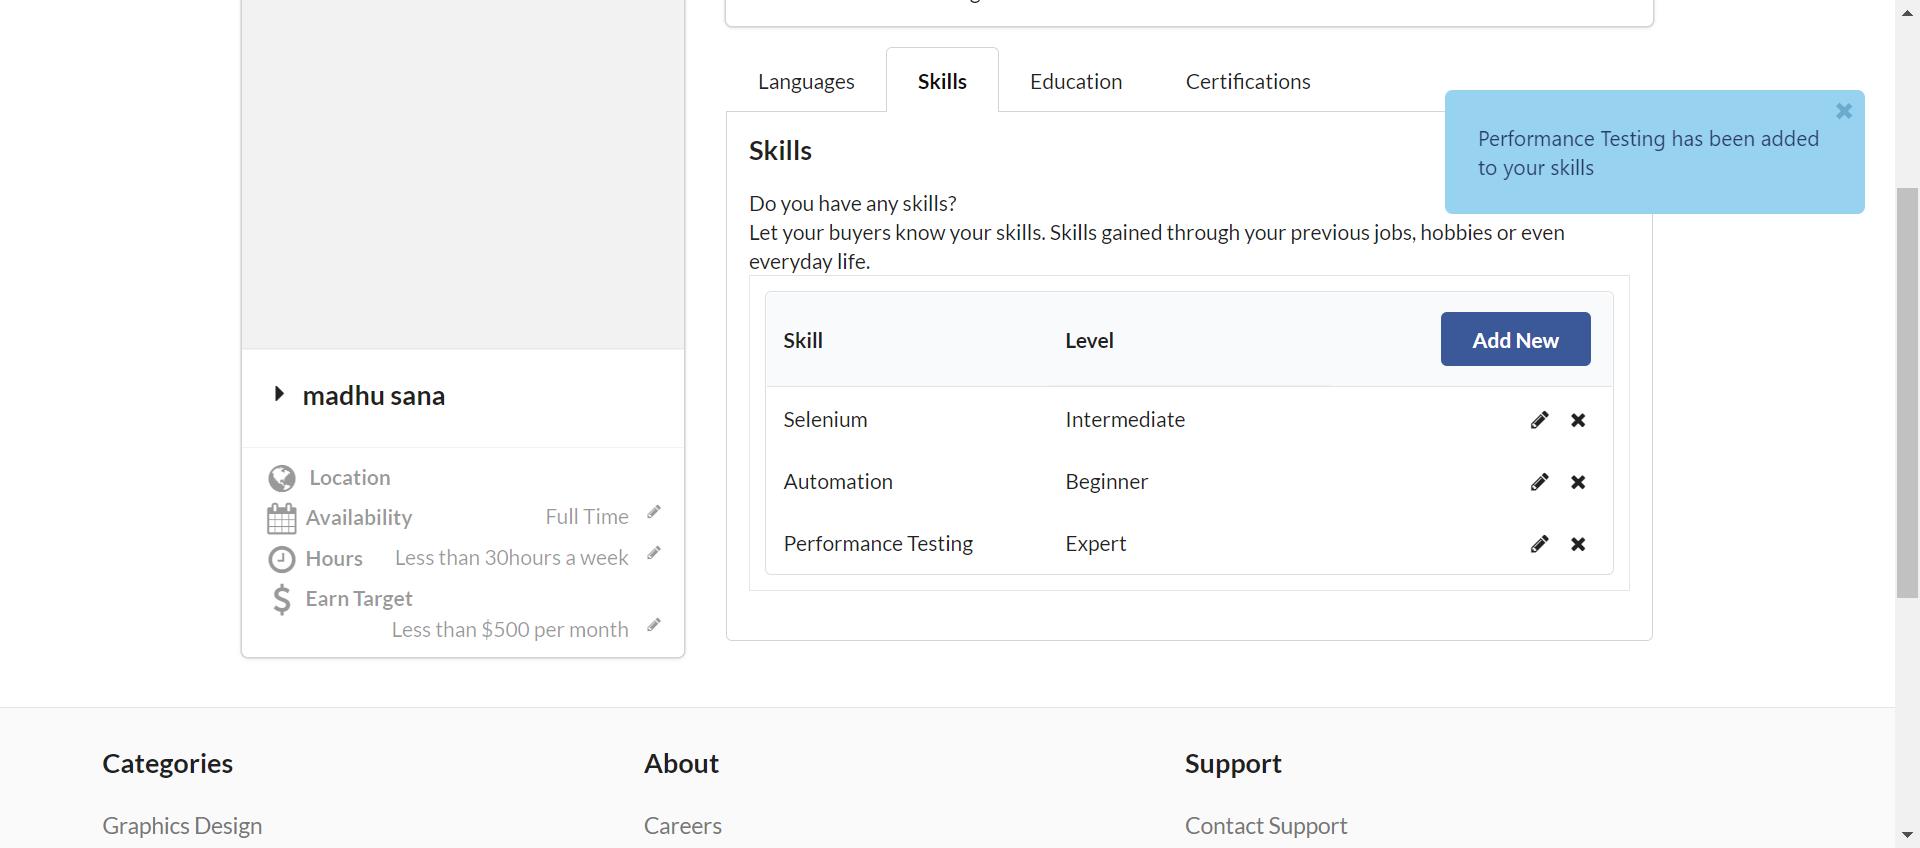 Languages
Skills
Education
Certifications
Performance Testing has been added
to your skills
Skills
Do you have any skills?
Let your buyers know your skills. Skills gained through your previous jobs, hobbies or even
everyday life.
Skill Level Add New
Selenium Intermediate
Automation Beginner
Performance Testing Expert
madhu sana
Location
Availability Full Time
Hours Less than 30hours a week
Earn Target
Less than $500 per month
Categories
Graphics Design
About
Careers
Support
Contact Support